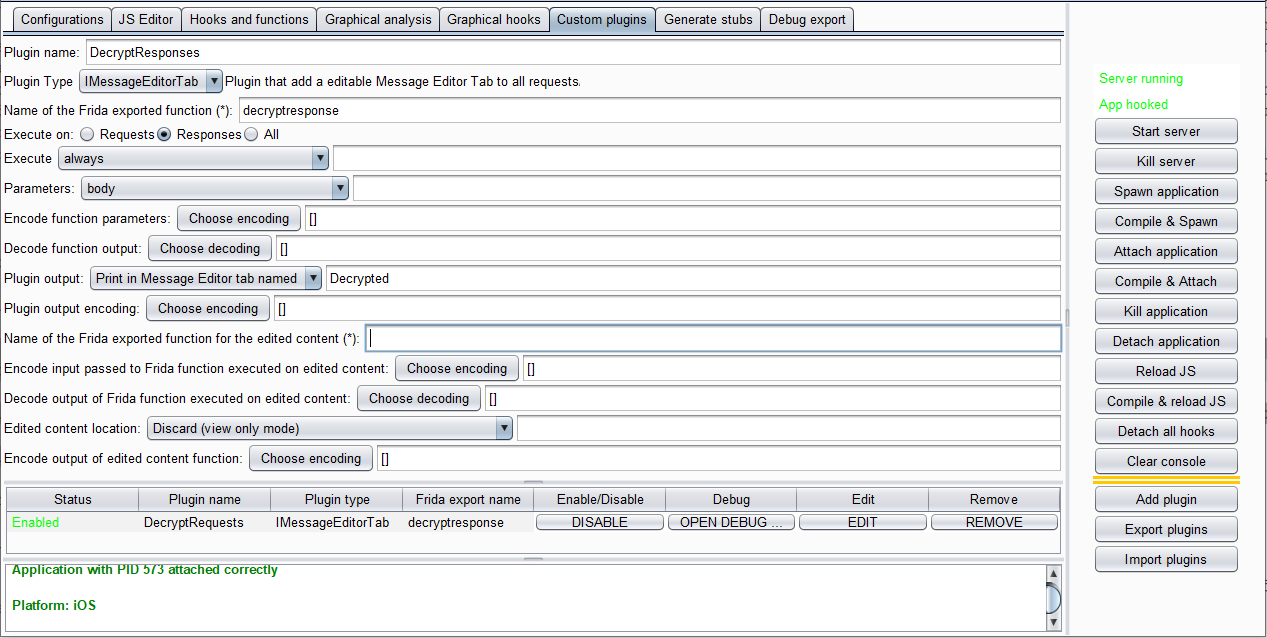 Configurations JS Editor Hooks and functions Graphical analysis Graphical hooks Custom plugins Generate stubs Debug export
Plugin name: DecryptResponses
Plugin Type IMessageEditorTab Plugin that add a editable Message Editor Tab to all requests.
Name of the Frida exported function (*): decryptresponse
Execute on: Requests Responses All
Execute always
Parameters: body
Encode function parameters: Choose encoding []
Decode function output: Choose decoding []
Plugin output: Print in Message Editor tab named Decrypted
Plugin output encoding: Choose encoding []
Name of the Frida exported function for the edited content (*):
Encode input passed to Frida function executed on edited content: Choose encoding []
Decode output of Frida function executed on edited content: Choose decoding []
Edited content location: Discard (view only mode)
Encode output of edited content function: Choose encoding []
Status Plugin name Plugin type Frida export name Enable/Disable Debug Edit Remove
Enabled DecryptRequests IMessageEditorTab decryptresponse DISABLE OPEN DEBUG ... EDIT REMOVE
Application with PID 573 attached correctly
Platform: iOS
Server running
App hooked
Start server
Kill server
Spawn application
Compile & Spawn
Attach application
Compile & Attach
Kill application
Detach application
Reload JS
Compile & reload JS
Detach all hooks
Clear console
Add plugin
Export plugins
Import plugins